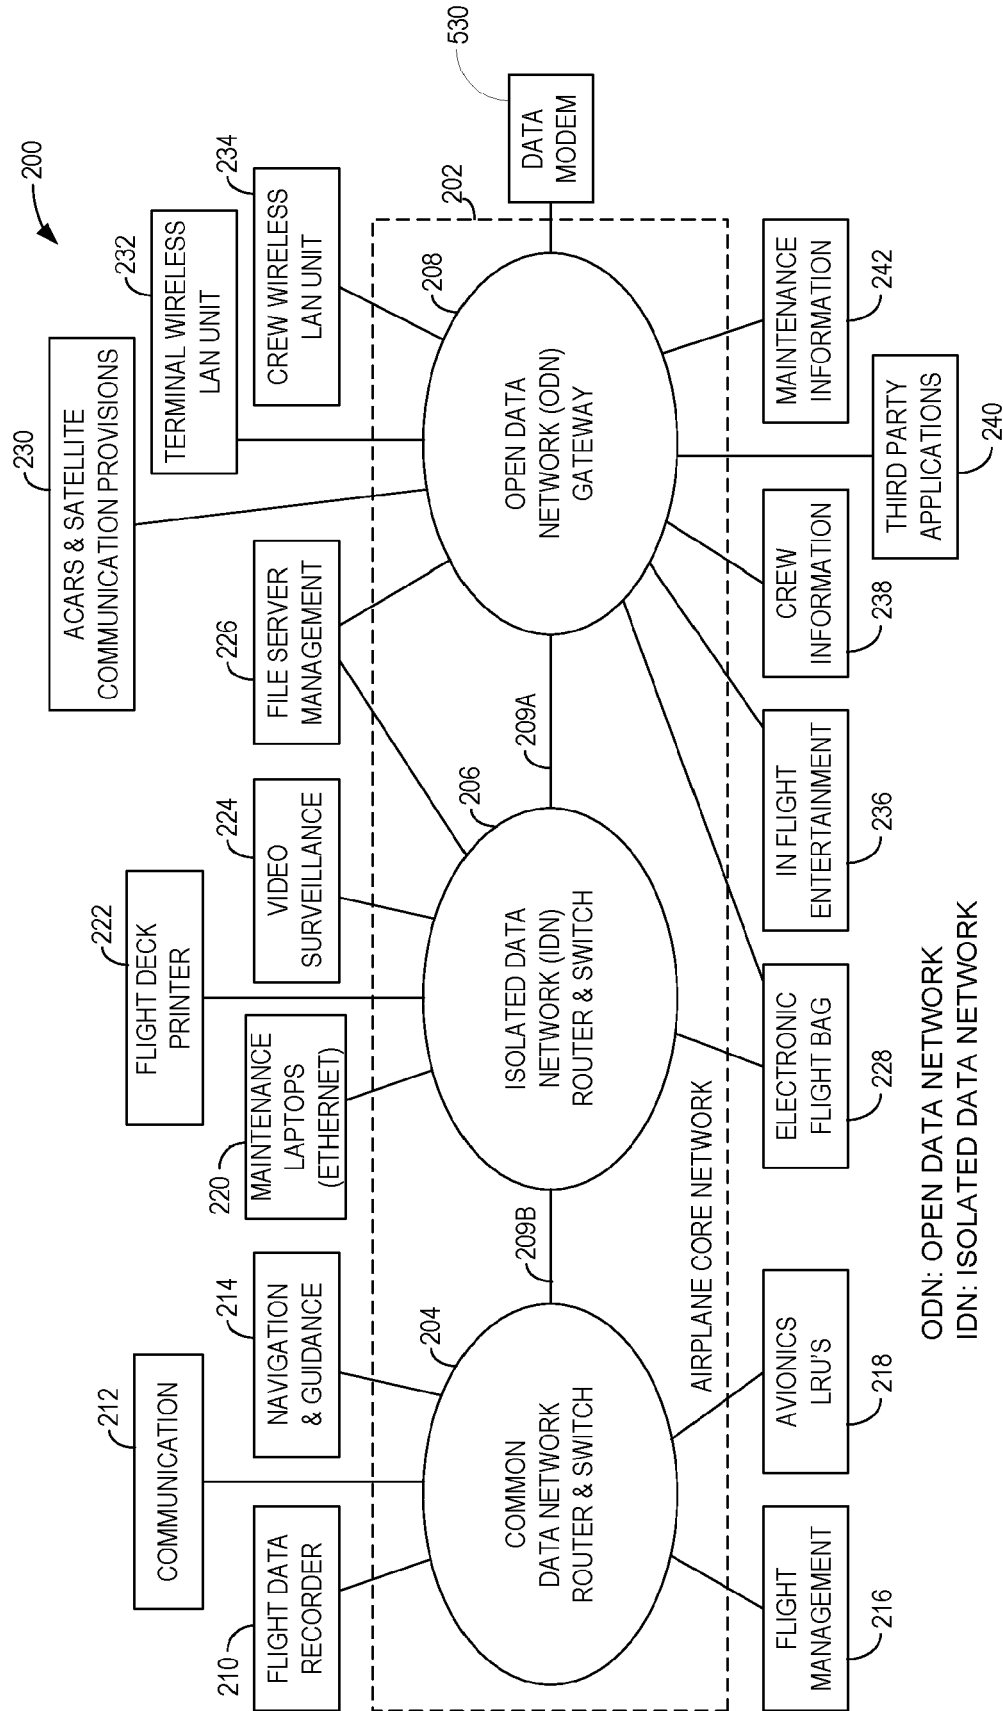 200
230
ACARS & SATELLITE
COMMUNICATION PROVISIONS
232
TERMINAL WIRELESS
LAN UNIT
234
CREW WIRELESS
LAN UNIT
222
FLIGHT DECK
PRINTER
212
COMMUNICATION
210
FLIGHT DATA
RECORDER
214
NAVIGATION
& GUIDANCE
220
MAINTENANCE
LAPTOPS
(ETHERNET)
224
VIDEO
SURVEILLANCE
226
FILE SERVER
MANAGEMENT
202
530
DATA
MODEM
204
COMMON
DATA NETWORK
ROUTER & SWITCH
209B
206
ISOLATED DATA
NETWORK (IDN)
ROUTER & SWITCH
209A
208
OPEN DATA
NETWORK (ODN)
GATEWAY
AIRPLANE CORE NETWORK
FLIGHT
MANAGEMENT
216
AVIONICS
LRU'S
218
ELECTRONIC
FLIGHT BAG
228
IN FLIGHT
ENTERTAINMENT
236
CREW
INFORMATION
238
THIRD PARTY
APPLICATIONS
240
MAINTENANCE
INFORMATION
242
ODN: OPEN DATA NETWORK
IDN: ISOLATED DATA NETWORK